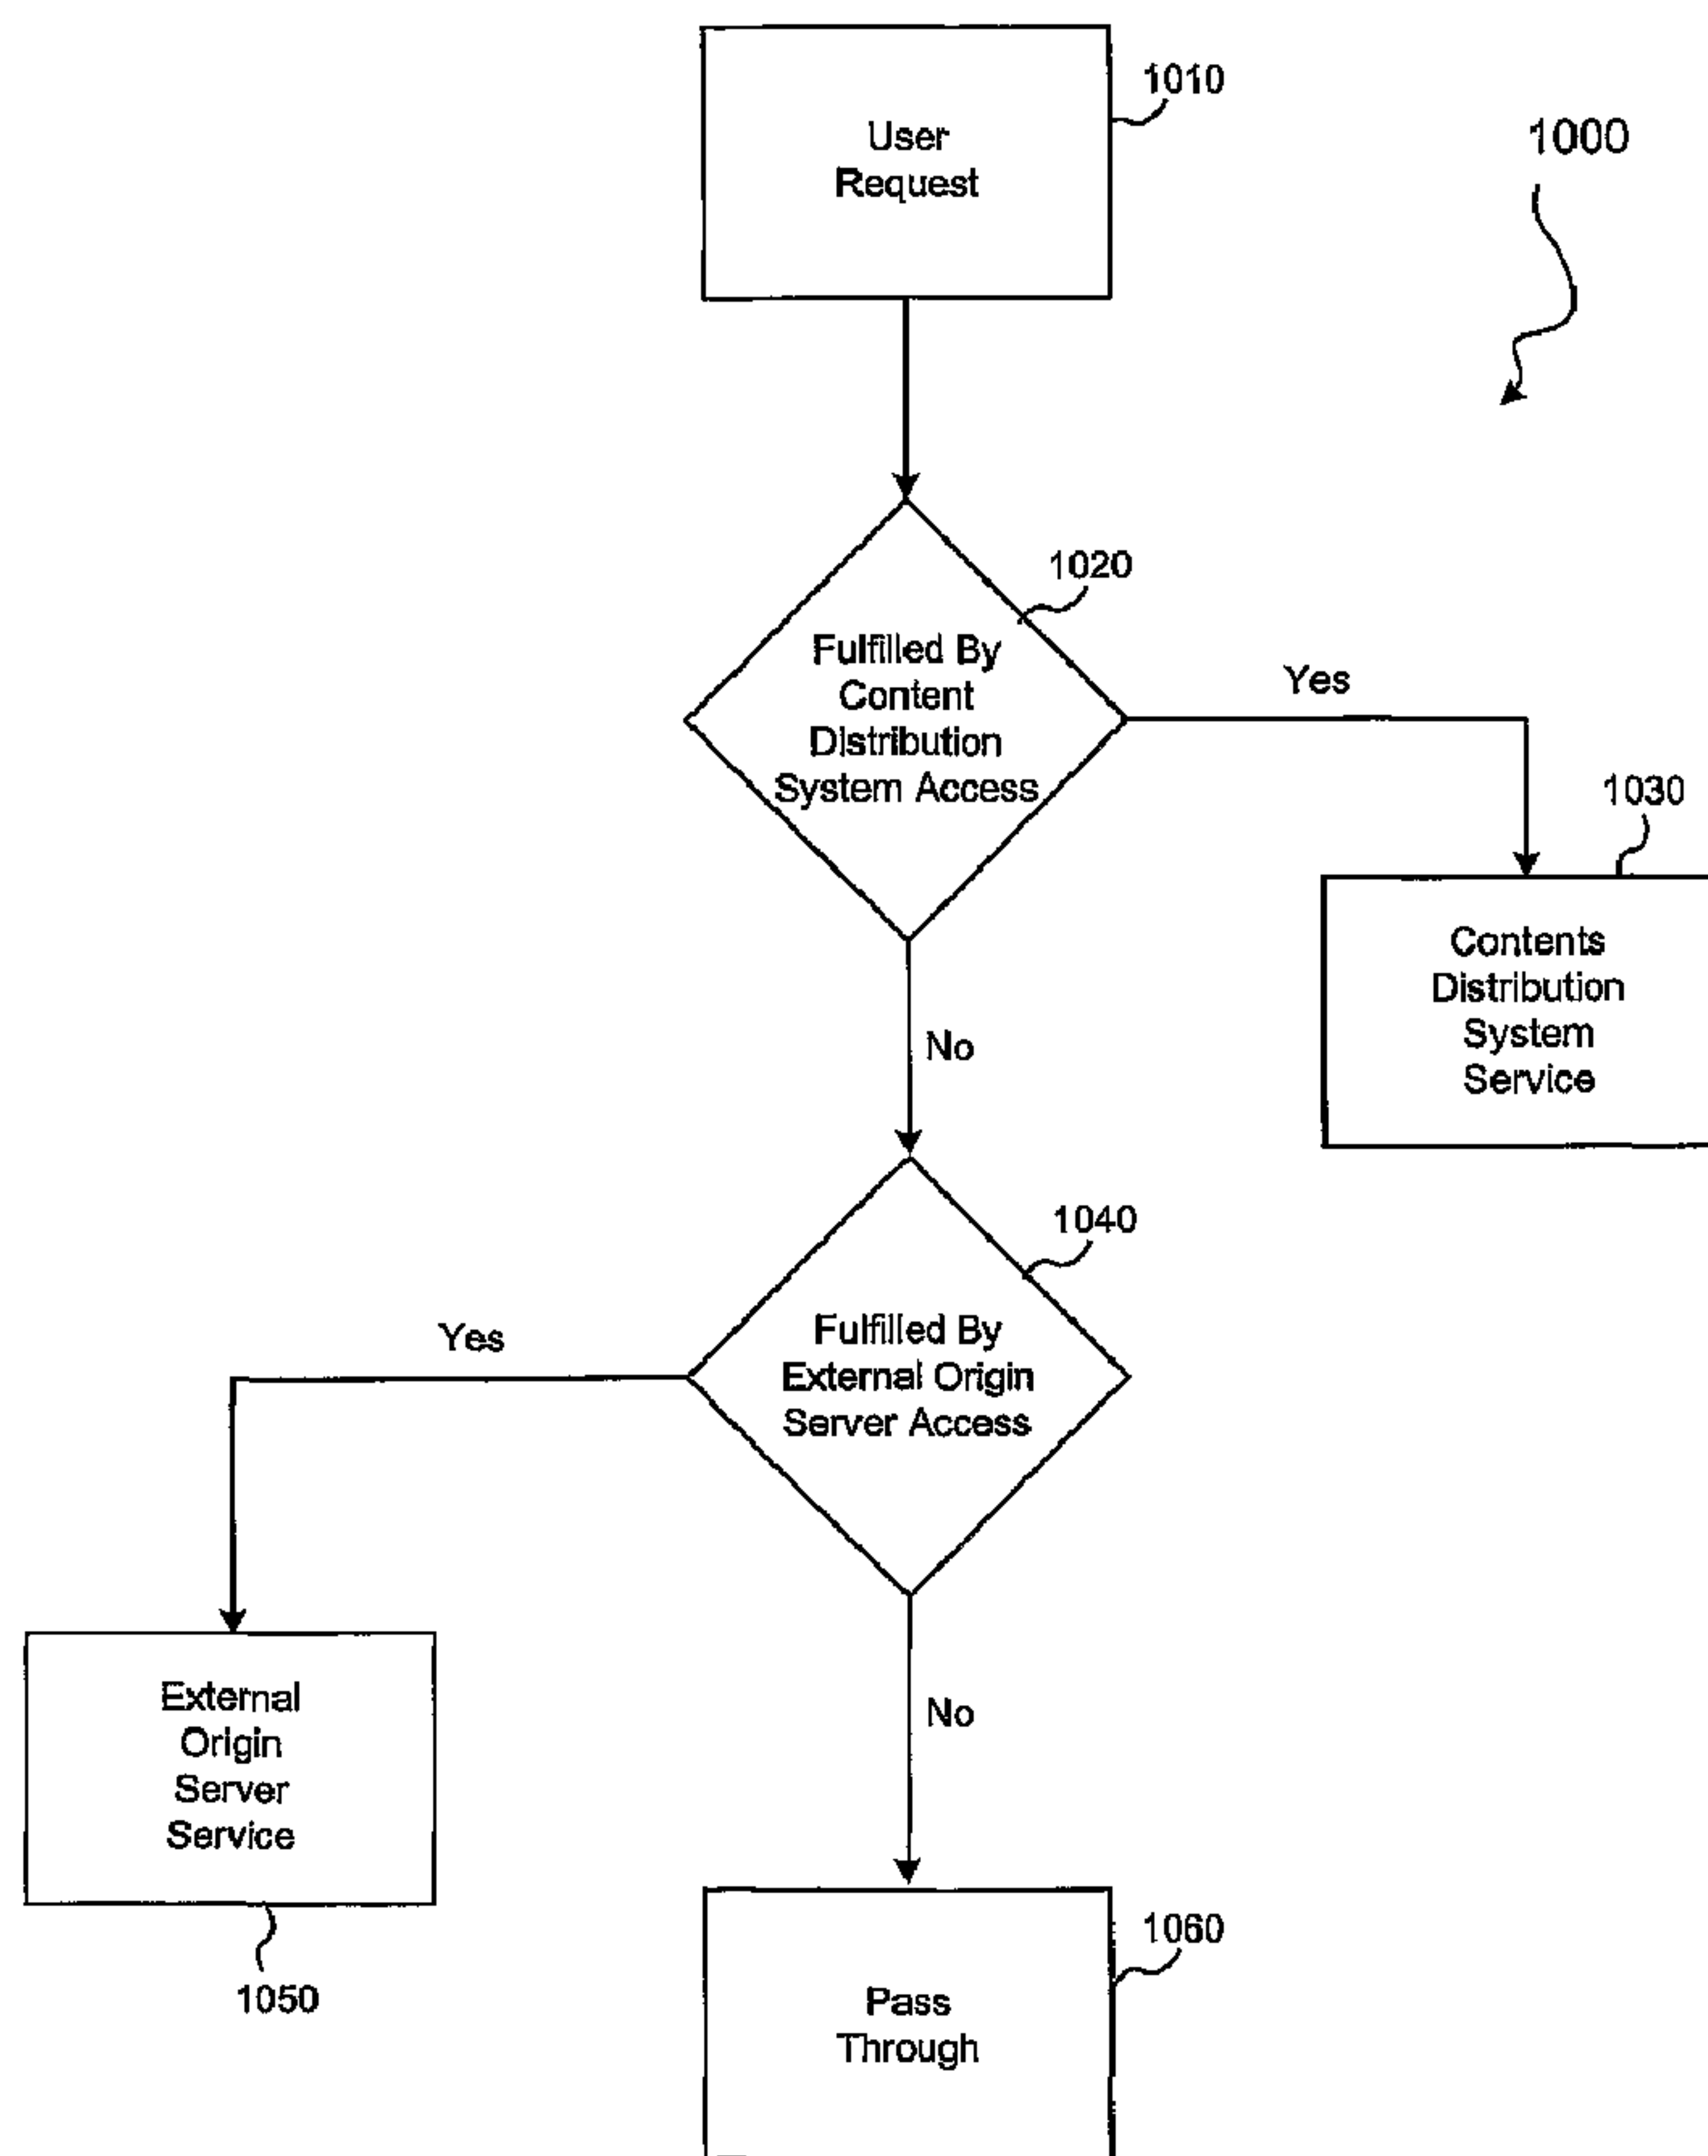 User
Request
1010
1000
1020
Fulfilled By
Content
Distribution
System Access
Yes
1030
Contents
Distribution
System
Service
No
1040
Fulfilled By
External Origin
Server Access
Yes
External
Origin
Server
Service
1050
No
1060
Pass
Through